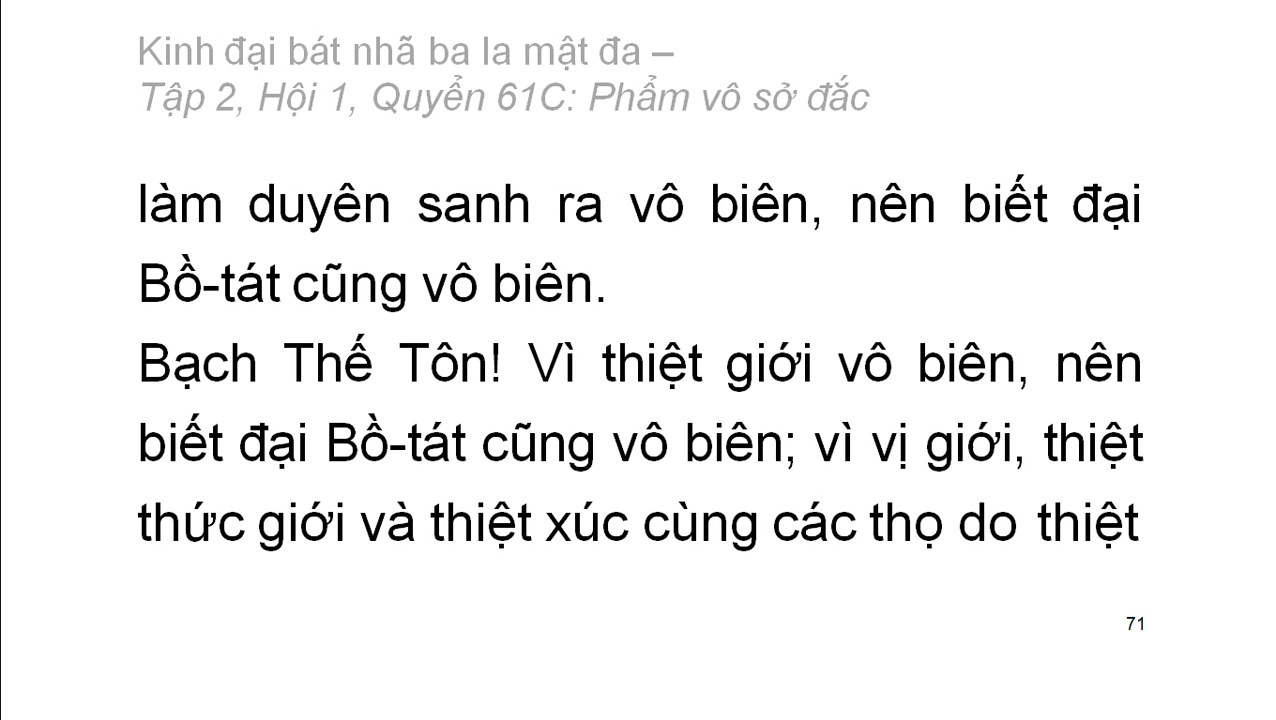 Kinh đại bát nhã ba la mật đa –
Tập 2, Hội 1, Quyển 61C: Phẩm vô sở đắc
làm duyên sanh ra vô biên, nên biết đại
Bồ-tát cũng vô biên.
Bạch Thế Tôn! Vì thiệt giới vô biên, nên
biết đại Bồ-tát cũng vô biên; vì vị giới, thiệt
thức giới và thiệt xúc cùng các thọ do thiệt
71